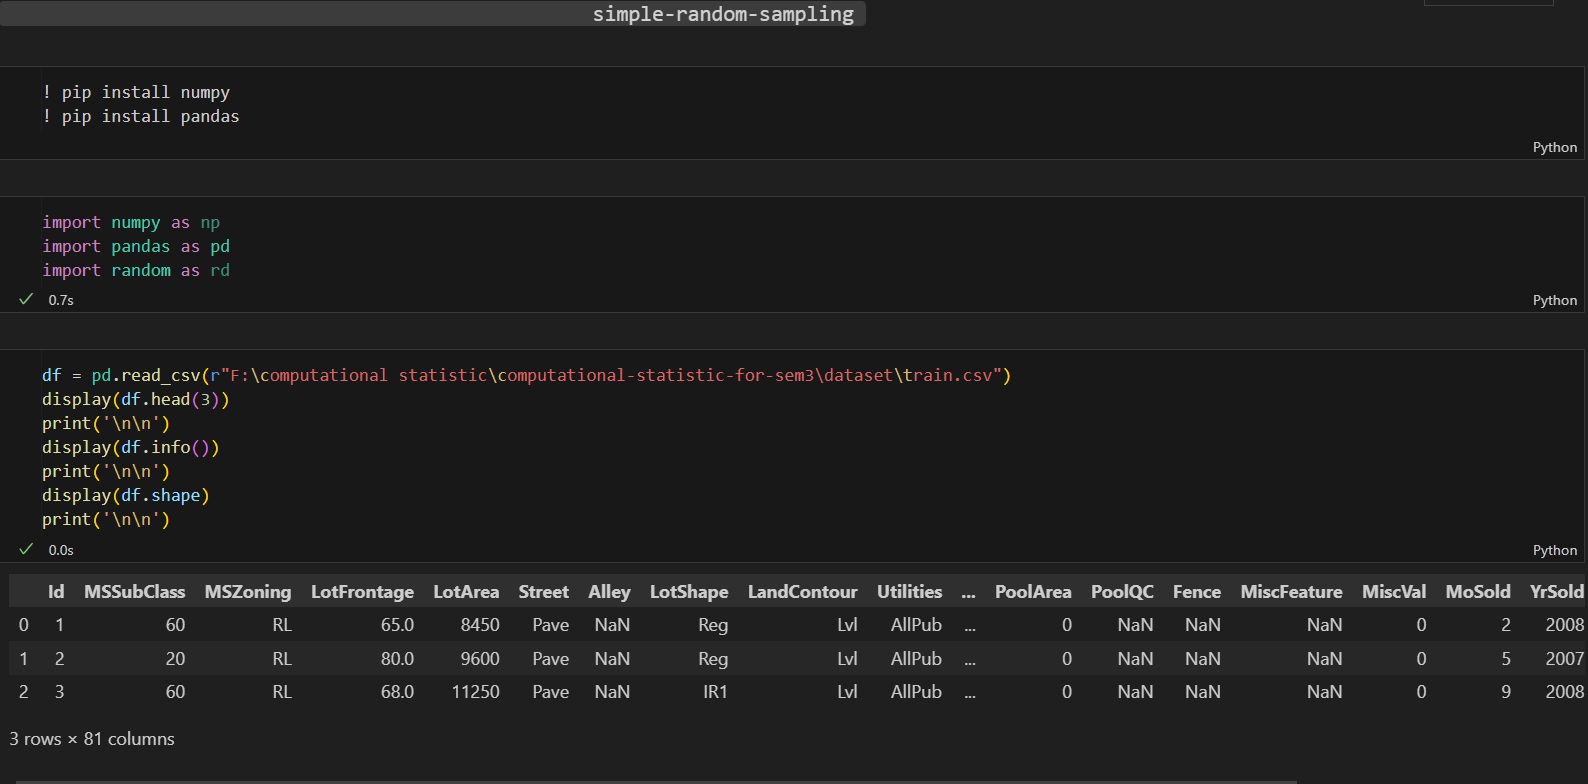 simple-random-sampling
! pip install numpy
! pip install pandas
Python
import numpy as np
import pandas as pd
import random as rd
0.7s
Python
df = pd.read_csv(r"F:\computational statistic\computational-statistic-for-sem3\dataset\train.csv")
display(df.head(3))
print('\n\n')
display(df.info())
print('\n\n')
display(df.shape)
print('\n\n')
0.0s
Python
Id MSSubClass MSZoning LotFrontage LotArea Street Alley LotShape LandContour Utilities ... PoolArea PoolQC Fence MiscFeature MiscVal MoSold YrSold
0 1 60 RL 65.0 8450 Pave NaN Reg Lvl AllPub ... 0 NaN NaN NaN 0 2 2008
1 2 20 RL 80.0 9600 Pave NaN Reg Lvl AllPub ... 0 NaN NaN NaN 0 5 2007
2 3 60 RL 68.0 11250 Pave NaN IR1 Lvl AllPub ... 0 NaN NaN NaN 0 9 2008
3 rows × 81 columns